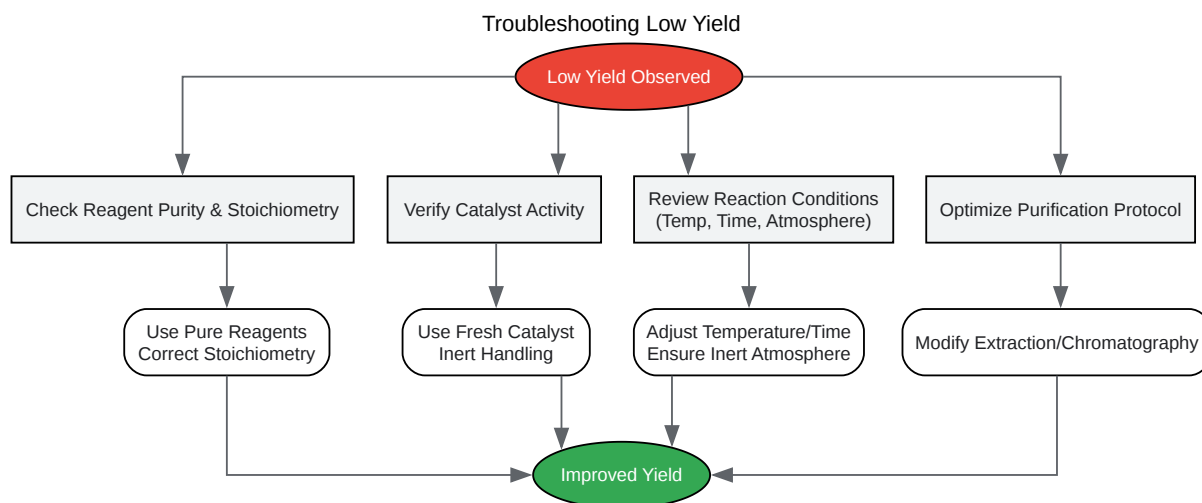 Troubleshooting Low Yield
Low Yield Observed
Check Reagent Purity & Stoichiometry
Verify Catalyst Activity
Review Reaction Conditions
(Temp, Time, Atmosphere)
Optimize Purification Protocol
Use Pure Reagents
Correct Stoichiometry
Use Fresh Catalyst
Inert Handling
Adjust Temperature/Time
Ensure Inert Atmosphere
Modify Extraction/Chromatography
Improved Yield